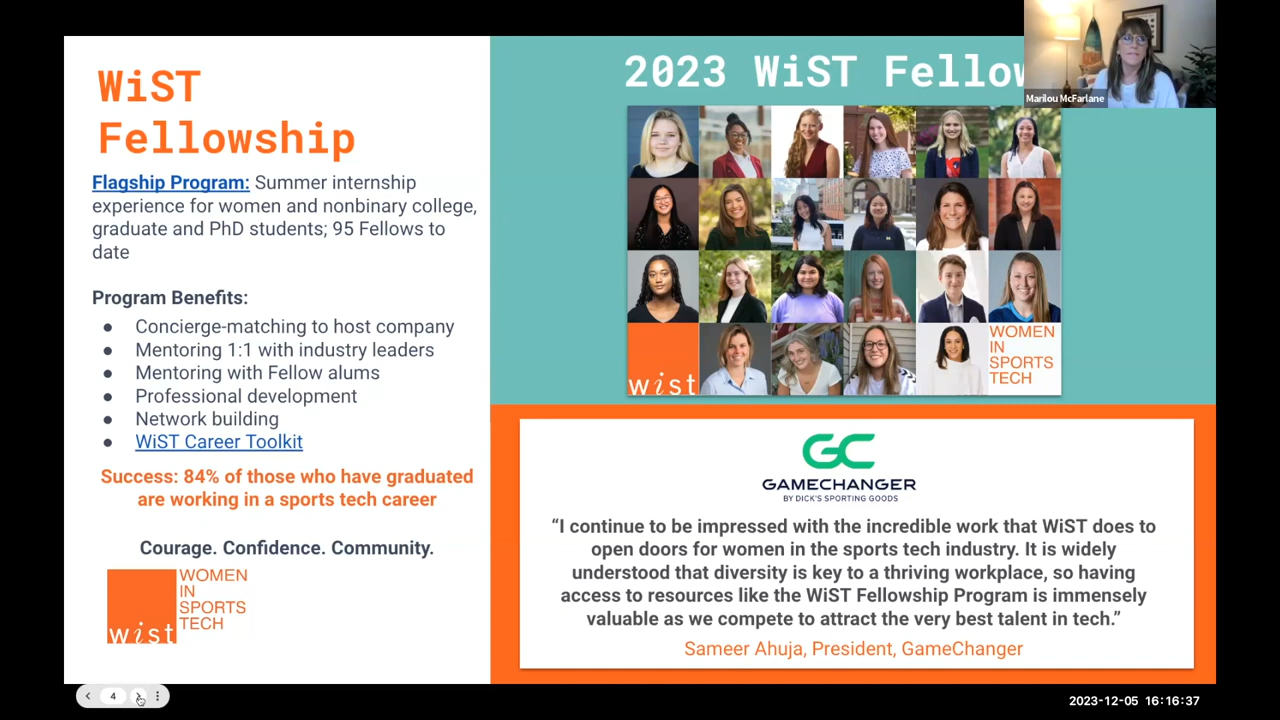 WiST
Fellowship
Flagship Program: Summer internship
experience for women and nonbinary college,
graduate and PhD students; 95 Fellows to
date
Program Benefits:
● Concierge-matching to host company
● Mentoring 1:1 with industry leaders
● Mentoring with Fellow alums
● Professional development
● Network building
● WiST Career Toolkit
Success: 84% of those who have graduated
are working in a sports tech career
Courage. Confidence. Community.
wist
WOMEN
IN
SPORTS
TECH
2023 WiST Fellow
Marilou McFarlane
wist
WOMEN
IN
SPORTS
TECH
GC
GAMECHANGER
BY DICK'S SPORTING GOODS
“I continue to be impressed with the incredible work that WiST does to
open doors for women in the sports tech industry. It is widely
understood that diversity is key to a thriving workplace, so having
access to resources like the WiST Fellowship Program is immensely
valuable as we compete to attract the very best talent in tech.”
Sameer Ahuja, President, GameChanger
4
2023-12-05 16:16:37